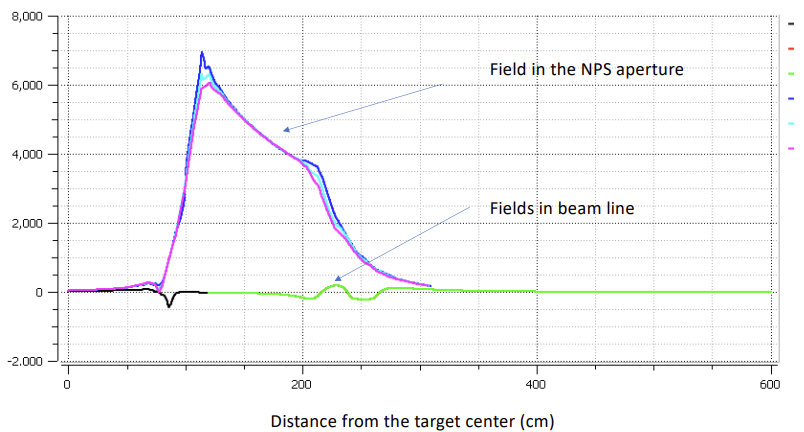 8,000
6,000
Field in the NPS aperture
4,000
2,000
Fields in beam line
0
-2.000
0 200 400 600
Distance from the target center (cm)